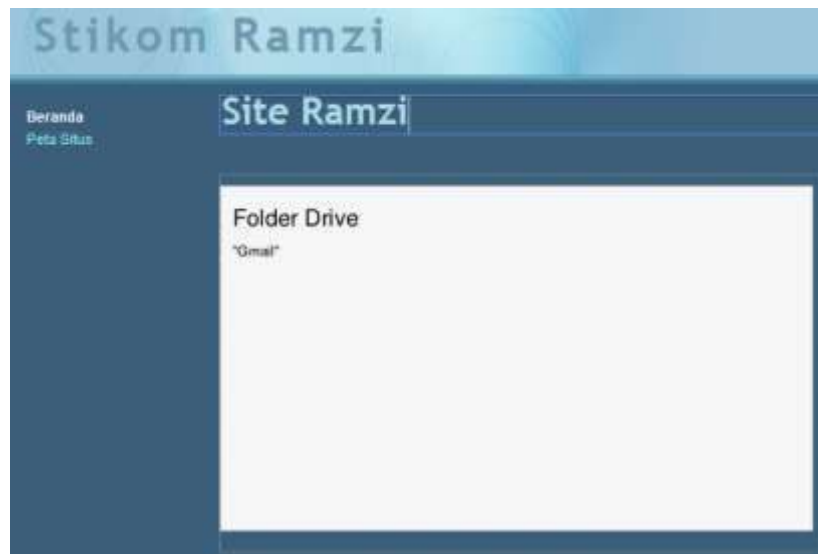 Stikom Ramzi
Beranda
Peta Situs
Site Ramzi
Folder Drive
"Gmail"